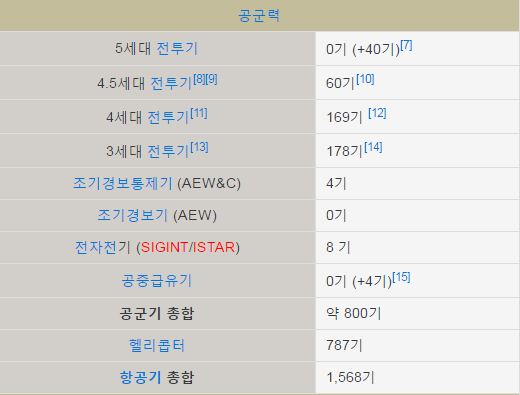 공군력
5세대 전투기 0기 (+40기)[7]
4.5세대 전투기[8][9] 60기[10]
4세대 전투기[11] 169기 [12]
3세대 전투기[13] 178기[14]
조기경보통제기 (AEW&C) 4기
조기경보기 (AEW) 0기
전자전기 (SIGINT/ISTAR) 8 기
공중급유기 0기 (+4기)[15]
공군기 총합 약 800기
헬리콥터 787기
항공기 총합 1,568기